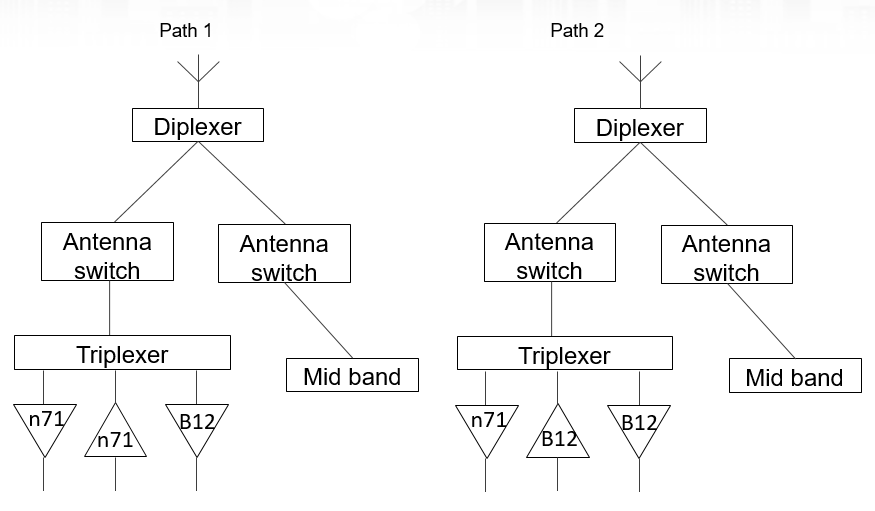 Path 1
Path 2
Diplexer
Diplexer
Antenna
switch
Antenna
switch
Antenna
switch
Antenna
switch
Triplexer
Mid band
Triplexer
Mid band
n71
n71
B12
n71
B12
B12